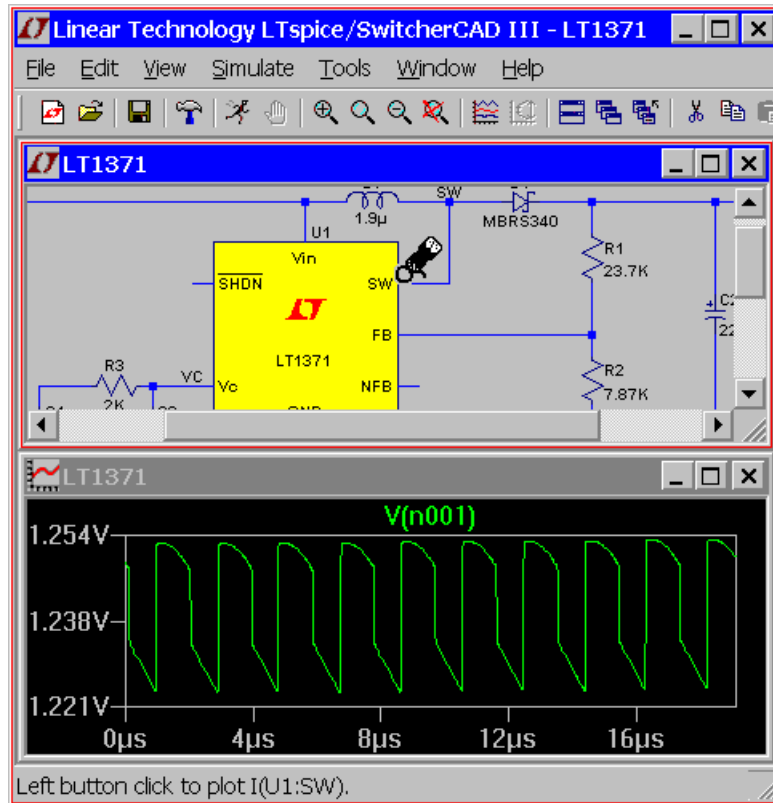 Linear Technology LTspice/SwitcherCAD III - LT1371
File Edit View Simulate Tools Window Help
LT1371
SW
1.9µ
MBRS340
U1
Vin
R1
SHDN
SW
23.7K
FB
LT1371
R3
VC
R2
Vc
NFB
7.87K
2K
LT1371
V(n001)
1.254V
1.238V
1.221V
0µs 4µs 8µs 12µs 16µs
Left button click to plot I(U1:SW).